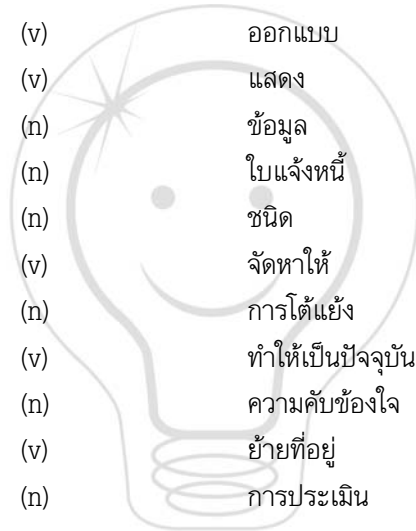 (v) ออกแบบ
(v) แสดง
(n) ข้อมูล
(n) ใบแจ้งหนี้
(n) ชนิด
(v) จัดหาให้
(n) การโต้แย้ง
(v) ทำให้เป็นปัจจุบัน
(n) ความคับข้องใจ
(v) ย้ายที่อยู่
(n) การประเมิน